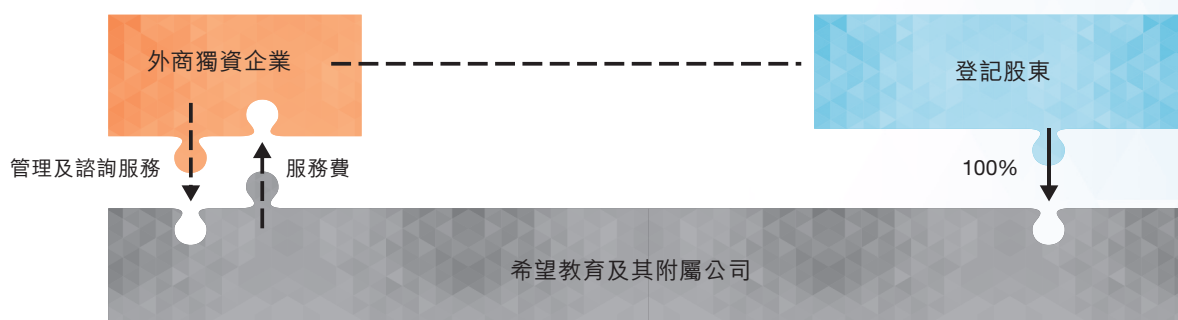 外商獨資企業
登記股東
管理及諮詢服務
服務費
100%
希望教育及其附屬公司